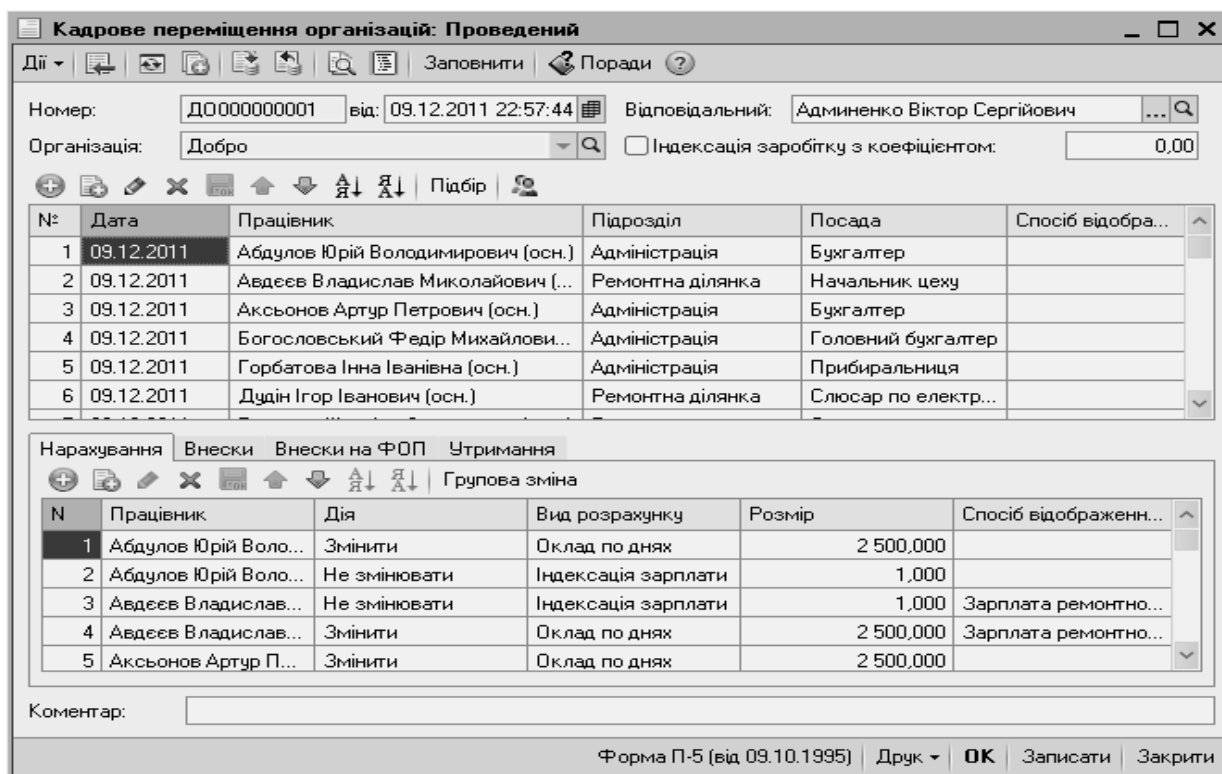 Кадрове переміщення організацій: Проведений
Дії Заповнити Поради
Номер: ДО000000001 від: 09.12.2011 22:57:44 Відповідальний: Админенко Віктор Сергійович ...
Організація: Добро Індексація заробітку з коефіцієнтом: 0,00
Підбір
№ Дата Працівник Підрозділ Посада Спосіб відобра...
1 09.12.2011 Абдулов Юрій Володимирович (осн.) Адміністрація Бухгалтер
2 09.12.2011 Авдєєв Владислав Миколайович (... Ремонтна ділянка Начальник цеху
3 09.12.2011 Аксьонов Артур Петрович (осн.) Адміністрація Бухгалтер
4 09.12.2011 Богословський Федір Михайлови... Адміністрація Головний бухгалтер
5 09.12.2011 Горбатова Інна Іванівна (осн.) Адміністрація Прибиральниця
6 09.12.2011 Дудін Ігор Іванович (осн.) Ремонтна ділянка Слюсар по електр...
Нарахування Внески Внески на ФОП Утримання
Групова зміна
N Працівник Дія Вид розрахунку Розмір Спосіб відображенн...
1 Абдулов Юрій Воло... Змінити Оклад по днях 2 500,000
2 Абдулов Юрій Воло... Не змінювати Індексація зарплати 1,000
3 Авдєєв Владислав... Не змінювати Індексація зарплати 1,000 Зарплата ремонтно...
4 Авдєєв Владислав... Змінити Оклад по днях 2 500,000 Зарплата ремонтно...
5 Аксьонов Артур П... Змінити Оклад по днях 2 500,000
Коментар:
Форма П-5 (від 09.10.1995) Друк OK Записати Закрити